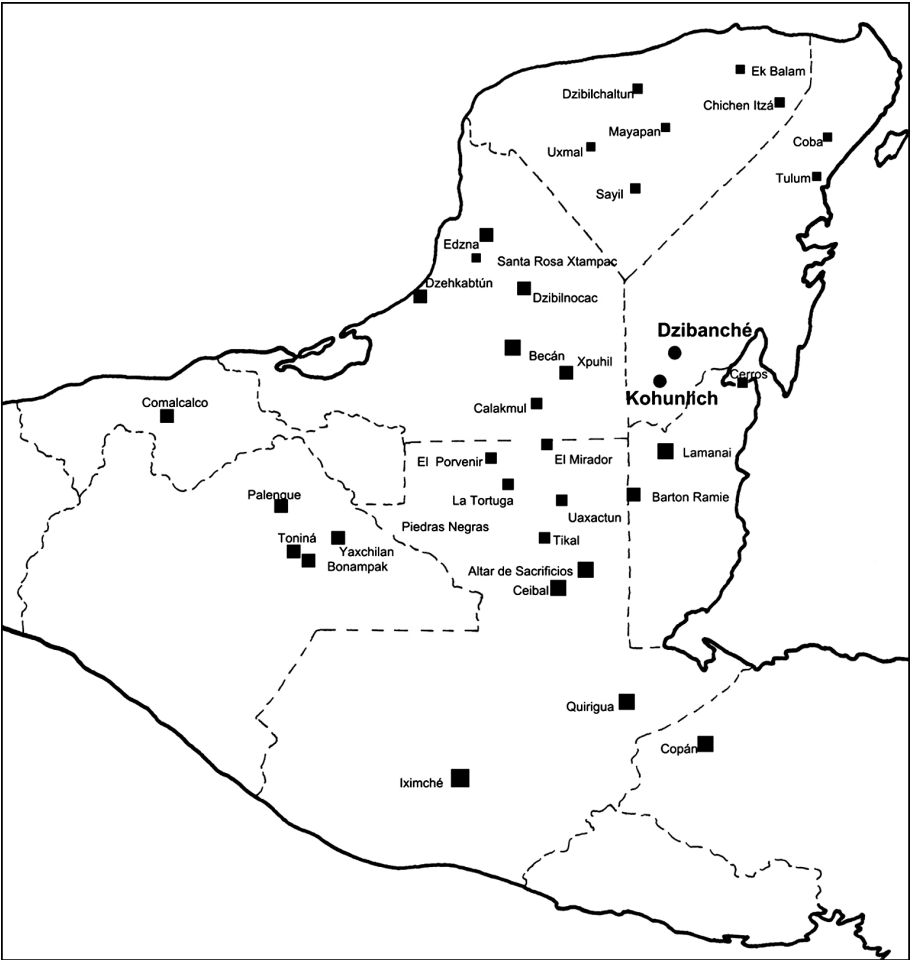 Ek Balam
Dzibilchaltun
Chichen Itzá
Mayapan
Coba
Uxmal
Tulum
Sayil
Edzna
Santa Rosa Xtampac
Dzehkabtún
Dzibilnocac
Dzibanché
Becán
Xpuhil
Cerros
Kohunlich
Comalcalco
Calakmul
Lamanai
El Porvenir
El Mirador
Palenque
La Tortuga
Barton Ramie
Uaxactun
Piedras Negras
Toniná
Tikal
Yaxchilan
Bonampak
Altar de Sacrificios
Ceibal
Quirigua
Copán
Iximché